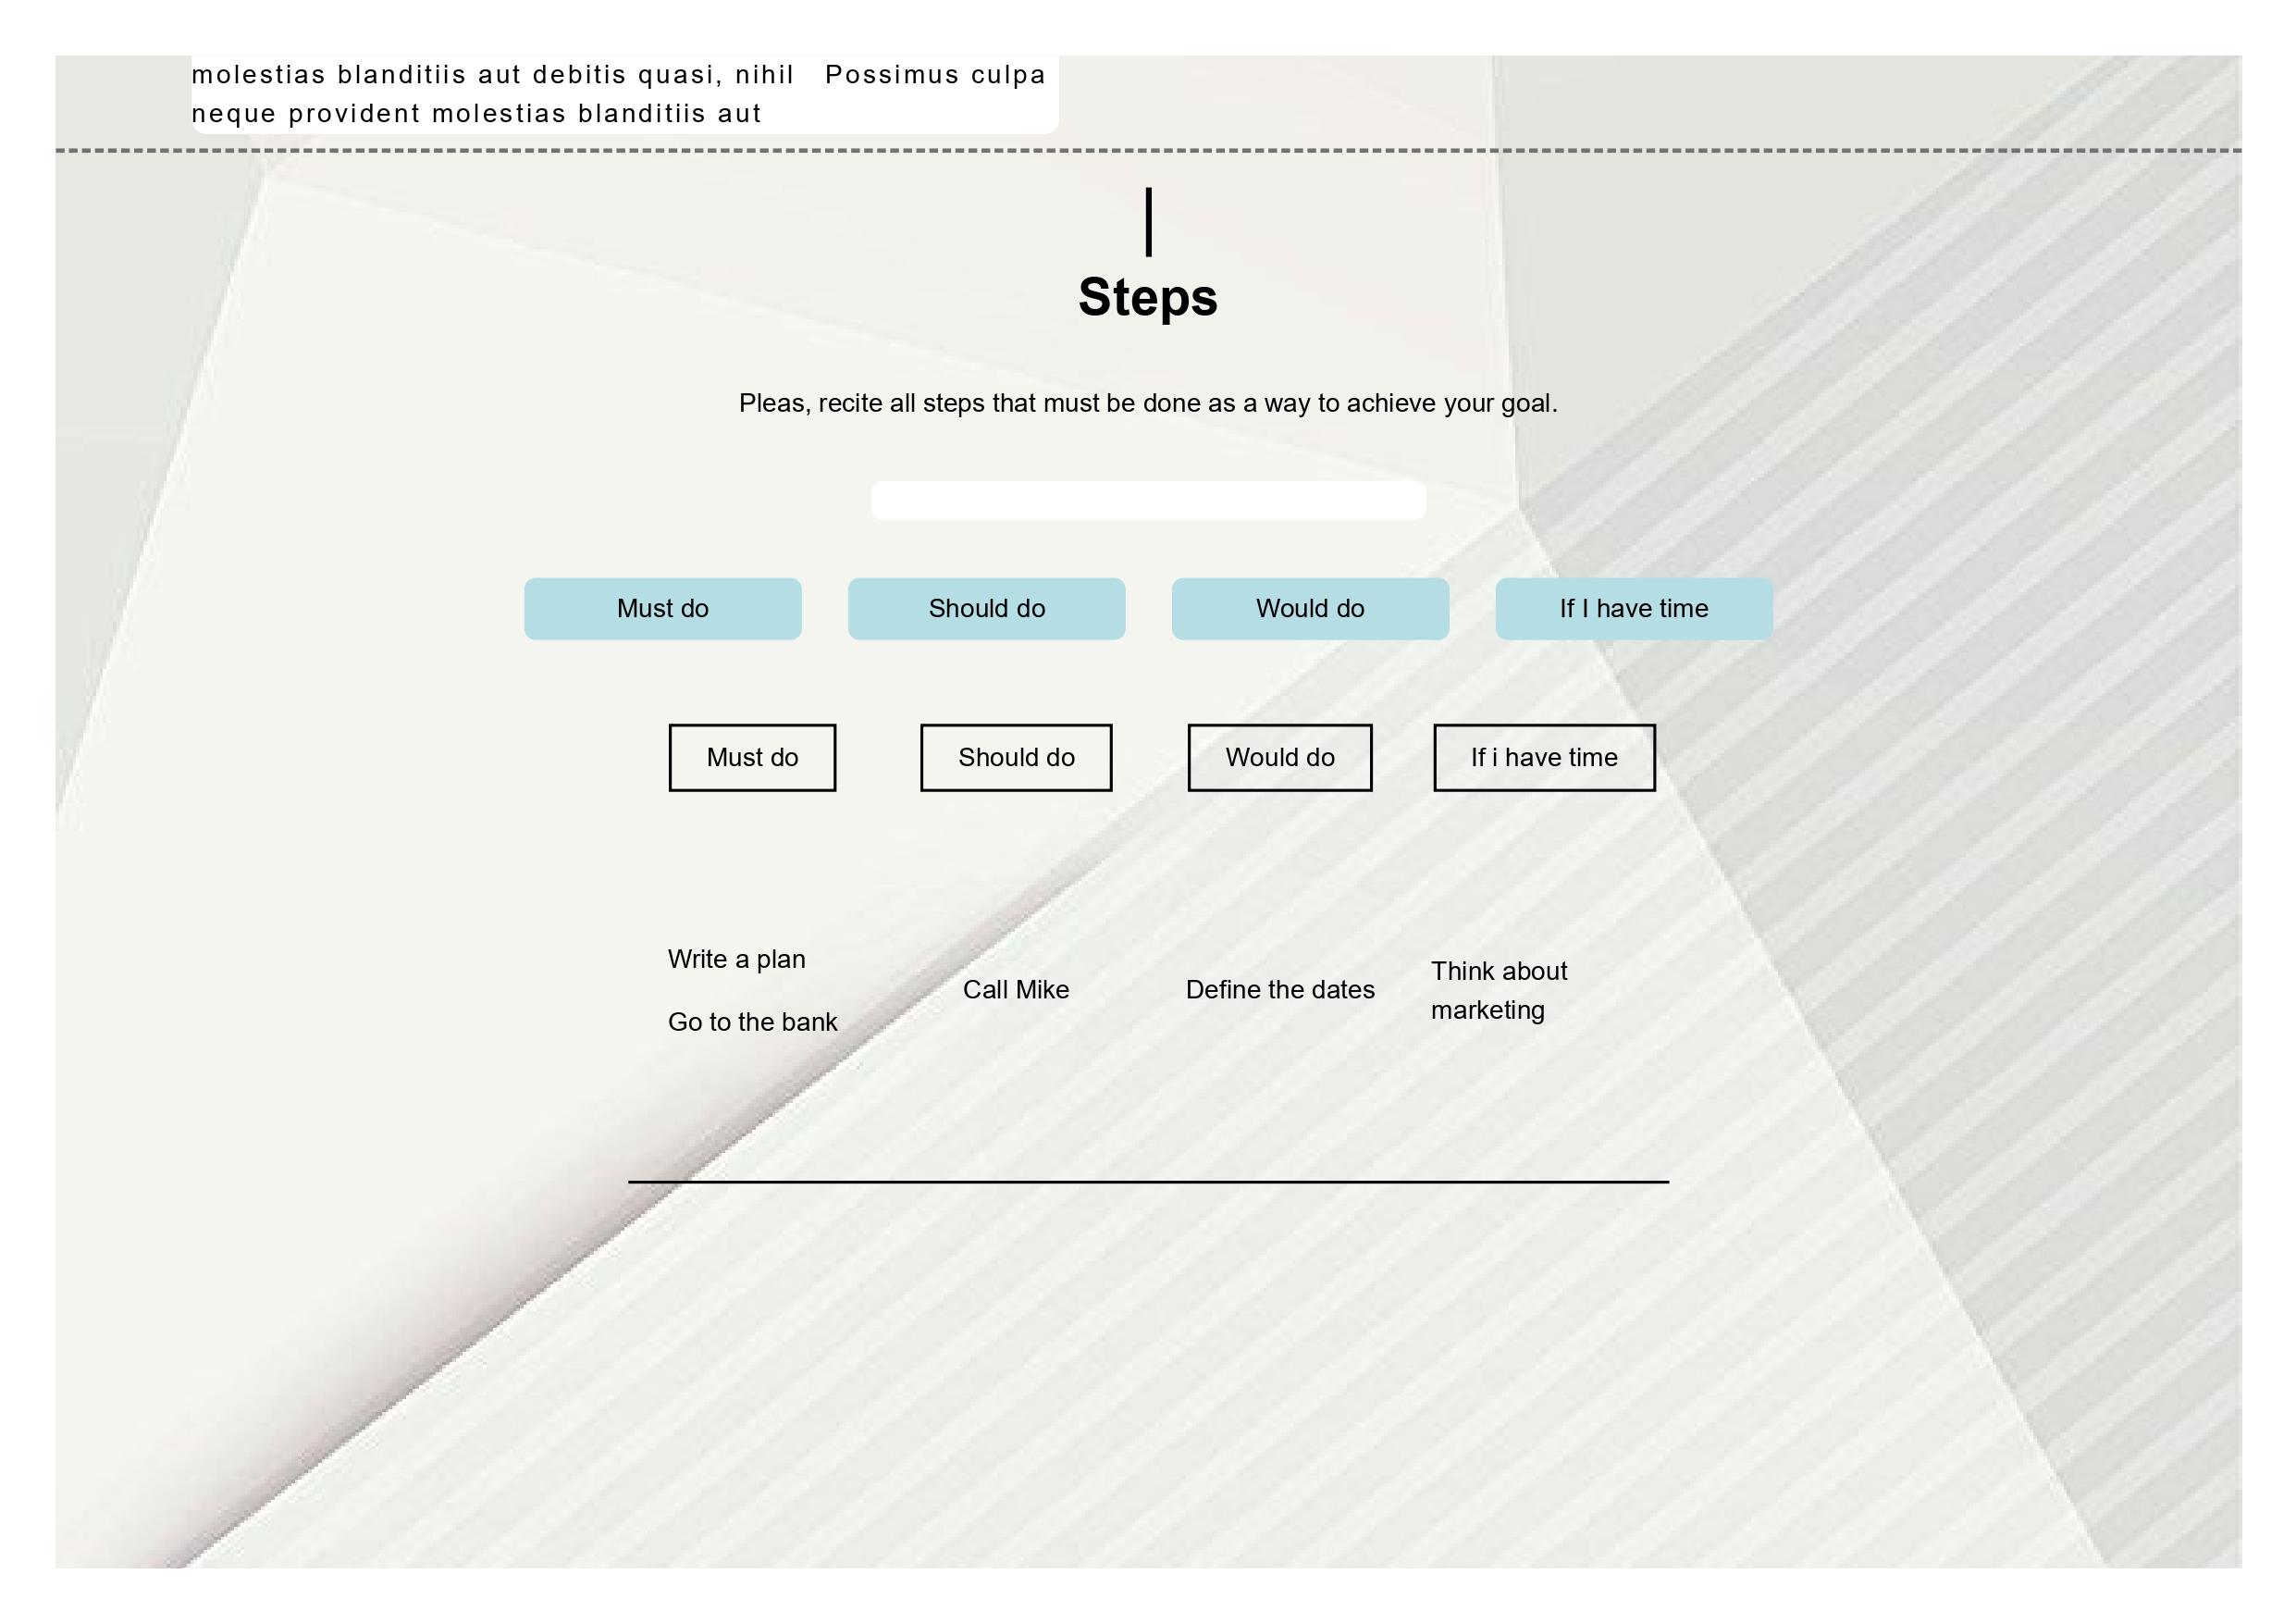 molestias blanditiis aut debitis quasi, nihil Possimus culpa
neque provident molestias blanditiis aut
Steps
Pleas, recite all steps that must be done as a way to achieve your goal.
Must do Should do Would do If I have time
Must do Should do Would do If i have time
Write a plan
Go to the bank
Call Mike
Define the dates
Think about
marketing